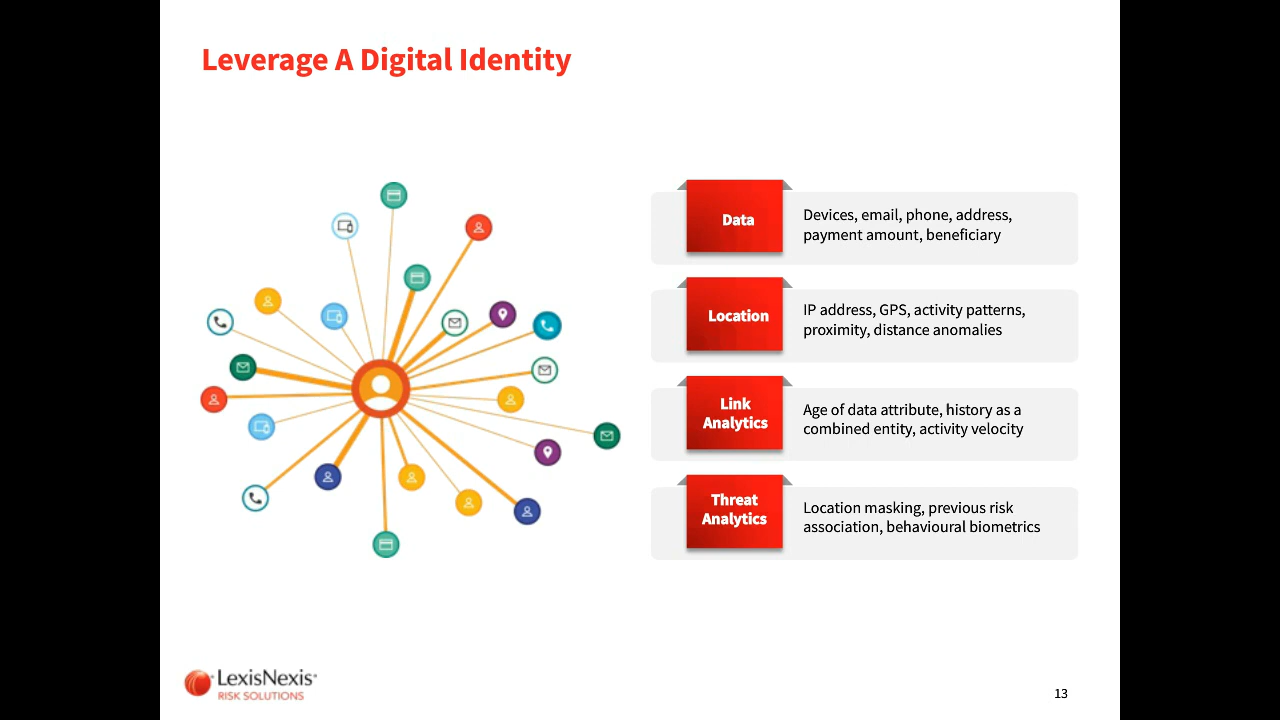 Leverage A Digital Identity
Data
Devices, email, phone, address,
payment amount, beneficiary
Location
IP address, GPS, activity patterns,
proximity, distance anomalies
Link
Analytics
Age of data attribute, history as a
combined entity, activity velocity
Threat
Analytics
Location masking, previous risk
association, behavioural biometrics
LexisNexis®
RISK SOLUTIONS
13